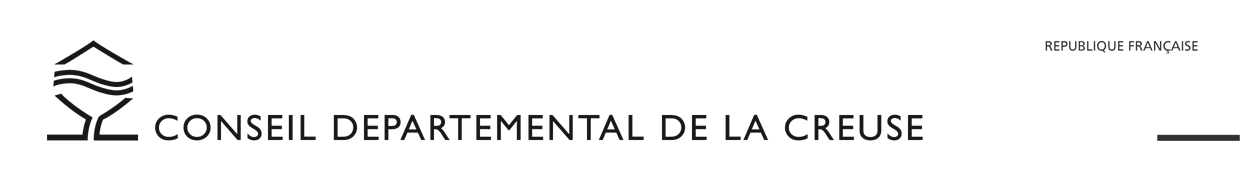 REPUBLIQUE FRANÇAISE
CONSEIL DEPARTEMENTAL DE LA CREUSE